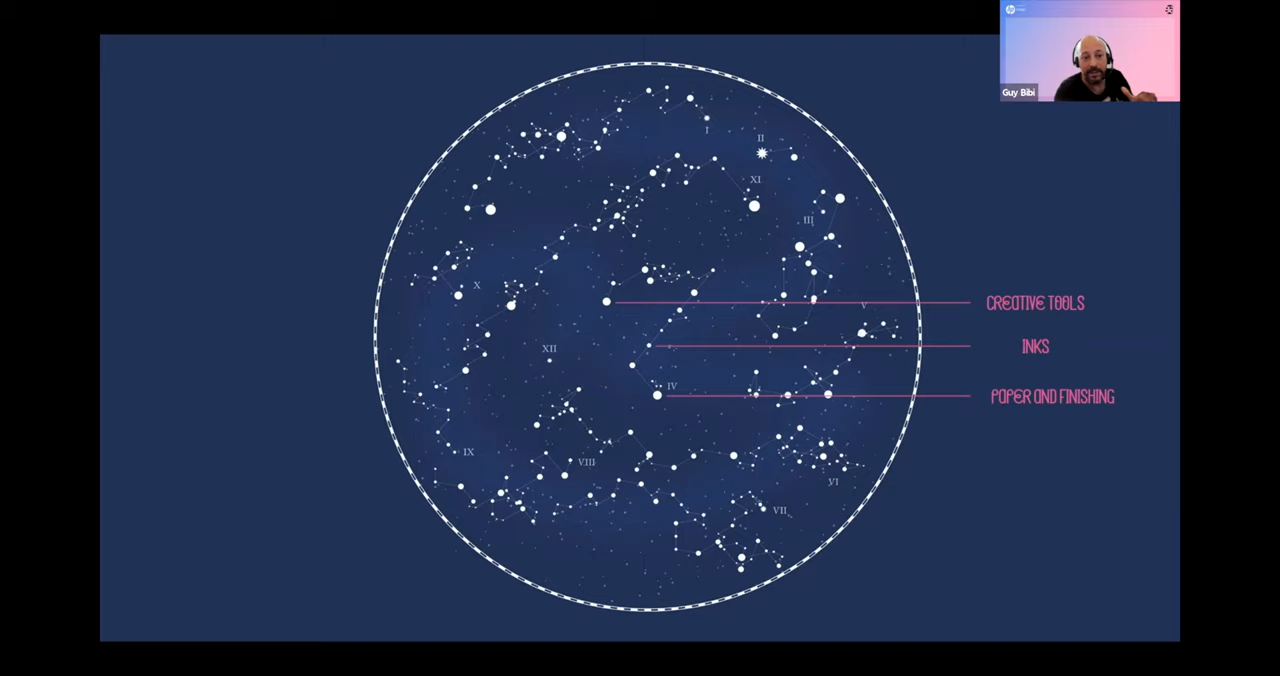 Guy Bibi
I
II
XI
III
X
V
CREATIVE TOOLS
XII
INKS
IV
PAPER AND FINISHING
IX
VIII
VI
VII